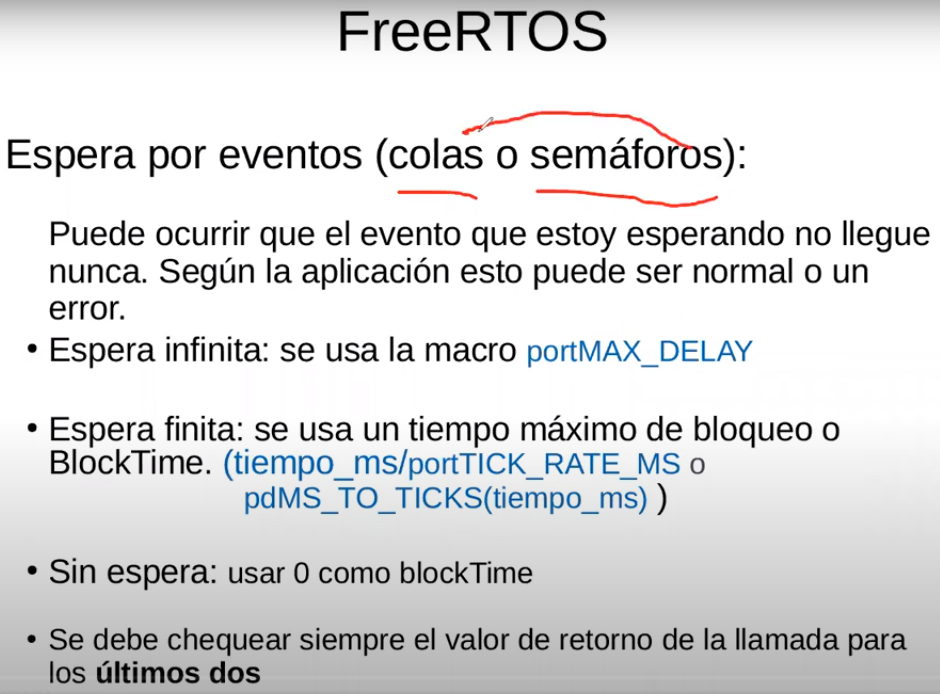 FreeRTOS
Espera por eventos (colas o semáforos):
Puede ocurrir que el evento que estoy esperando no llegue
nunca. Según la aplicación esto puede ser normal o un
error.
• Espera infinita: se usa la macro portMAX_DELAY
• Espera finita: se usa un tiempo máximo de bloqueo o
BlockTime. (tiempo_ms/portTICK_RATE_MS o
pdMS_TO_TICKS(tiempo_ms) )
• Sin espera: usar 0 como blockTime
• Se debe chequear siempre el valor de retorno de la llamada para
los últimos dos